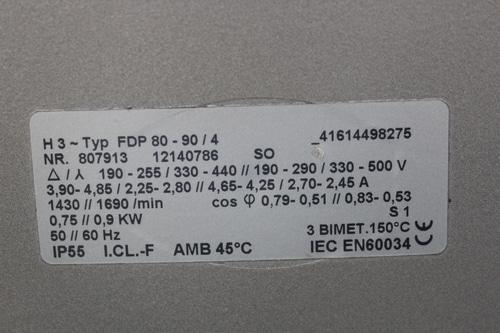 H 3 ~ Typ FDP 80 - 90 / 4 _41614498275
NR. 807913 12140786 SO
△ / ⅄ 190 - 255 / 330 - 440 // 190 - 290 / 330 - 500 V
3,90- 4,85 / 2,25- 2,80 // 4,65- 4,25 / 2,70- 2,45 A
1430 // 1690 /min cos φ 0,79- 0,51 // 0,83- 0,53
0,75 // 0,9 KW S 1
50 // 60 Hz 3 BIMET.150°C
IP55 I.CL.-F AMB 45°C IEC EN60034 CE